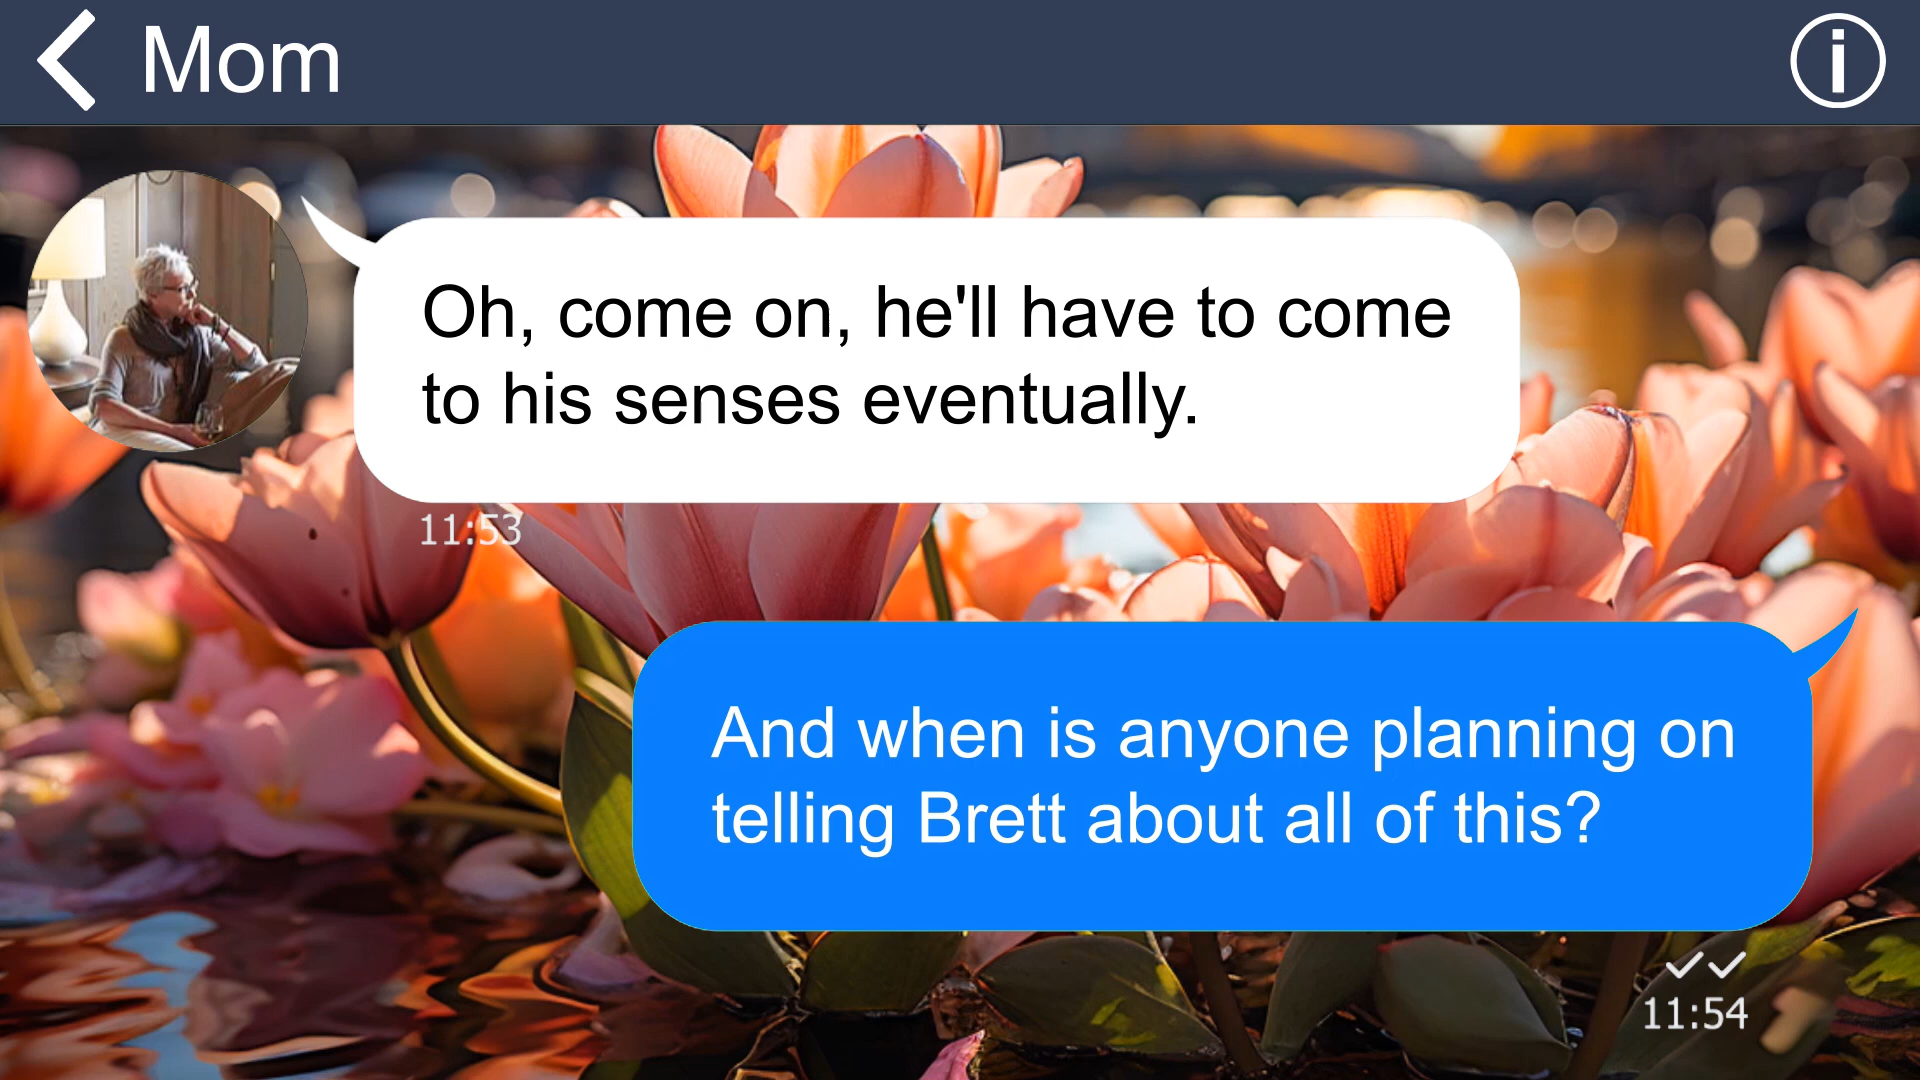 Mom
Oh, come on, he'll have to come
to his senses eventually.
11:53
And when is anyone planning on
telling Brett about all of this?
11:54